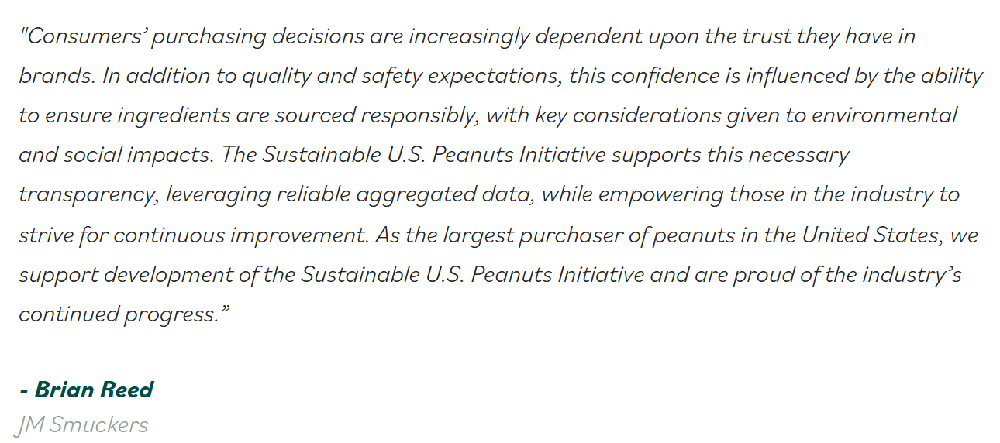 "Consumers’ purchasing decisions are increasingly dependent upon the trust they have in
brands. In addition to quality and safety expectations, this confidence is influenced by the ability
to ensure ingredients are sourced responsibly, with key considerations given to environmental
and social impacts. The Sustainable U.S. Peanuts Initiative supports this necessary
transparency, leveraging reliable aggregated data, while empowering those in the industry to
strive for continuous improvement. As the largest purchaser of peanuts in the United States, we
support development of the Sustainable U.S. Peanuts Initiative and are proud of the industry’s
continued progress.”
- Brian Reed
JM Smuckers